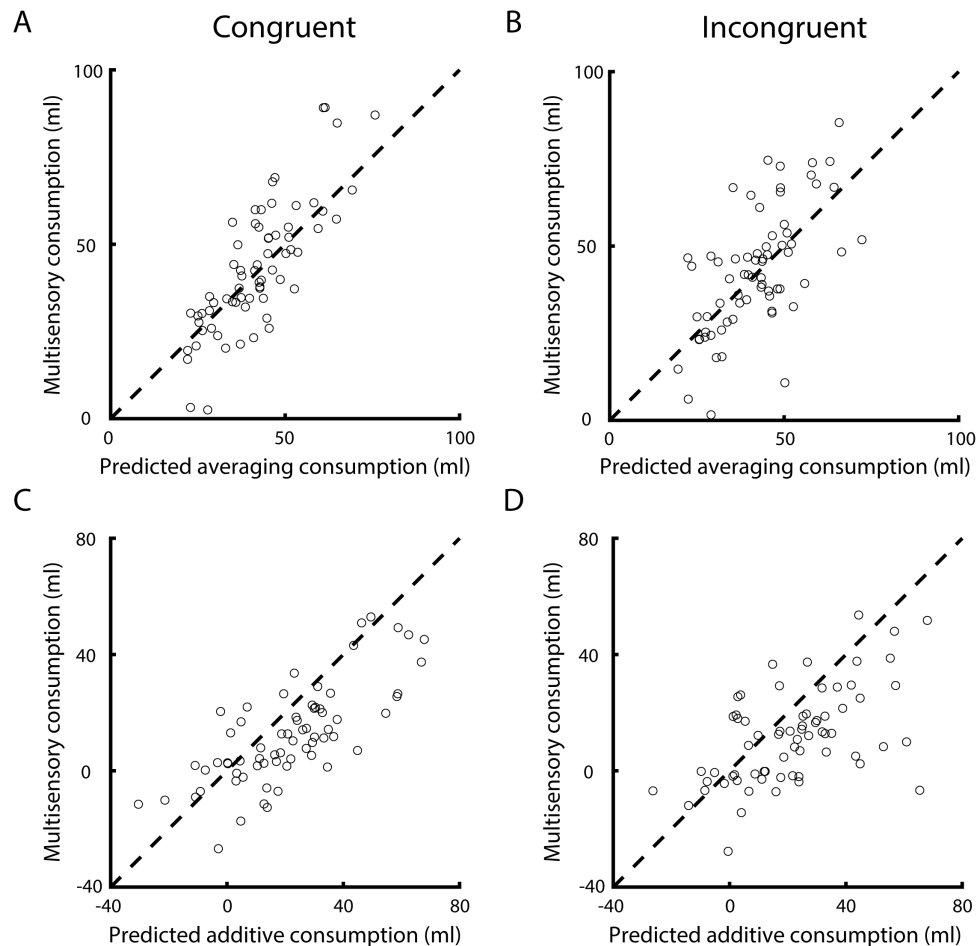 A
Congruent
B
Incongruent
100
50
0
0
50
100
Multisensory consumption (ml)
Predicted averaging consumption (ml)
100
50
0
0
50
100
Multisensory consumption (ml)
Predicted averaging consumption (ml)
C
80
40
0
-40
-40
0
40
80
Multisensory consumption (ml)
Predicted additive consumption (ml)
D
80
40
0
-40
-40
0
40
80
Multisensory consumption (ml)
Predicted additive consumption (ml)